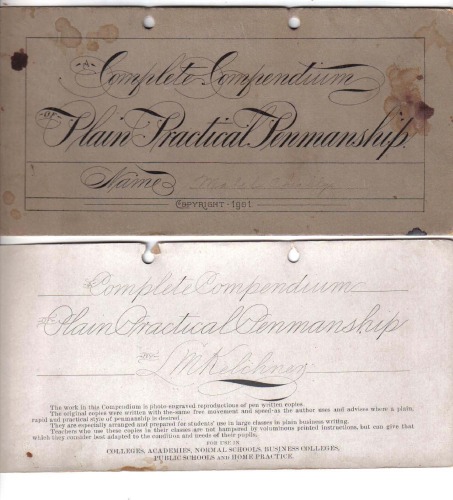 A
Complete Compendium
OF
Plain Practical Penmanship.
Name
COPYRIGHT-1901
Complete Compendium
Plain Practical Penmanship
BY
L M Kelchner
The work in this Compendium is photo-engraved reproductions of pen written copies.
The original copies were written with the same free movement and speed as the author uses and advises where a plain,
rapid and practical style of penmanship is desired.
They are especially arranged and prepared for students' use in large classes in plain business writing.
Teachers who use these copies in their classes are not hampered by voluminous printed instructions, but can give that
which they consider best adapted to the condition and needs of their pupils.
FOR USE IN
COLLEGES, ACADEMIES, NORMAL SCHOOLS, BUSINESS COLLEGES,
PUBLIC SCHOOLS AND HOME PRACTICE.